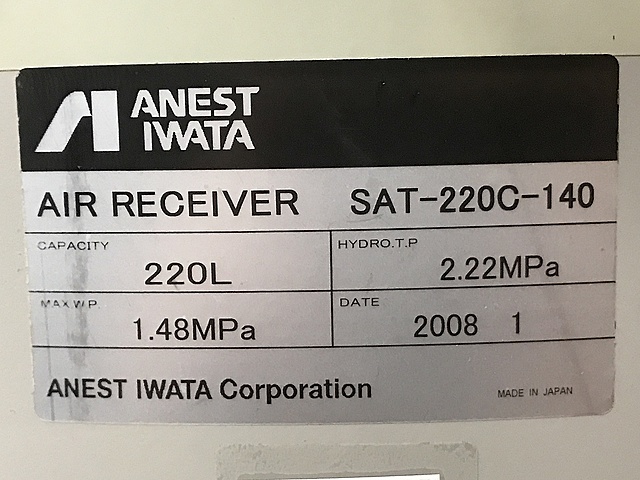 ANEST
IWATA
AIR RECEIVER SAT-220C-140
CAPACITY
220L
HYDRO.T.P
2.22MPa
MAX W P.
1.48MPa
DATE
2008 1
ANEST IWATA Corporation
MADE IN JAPAN